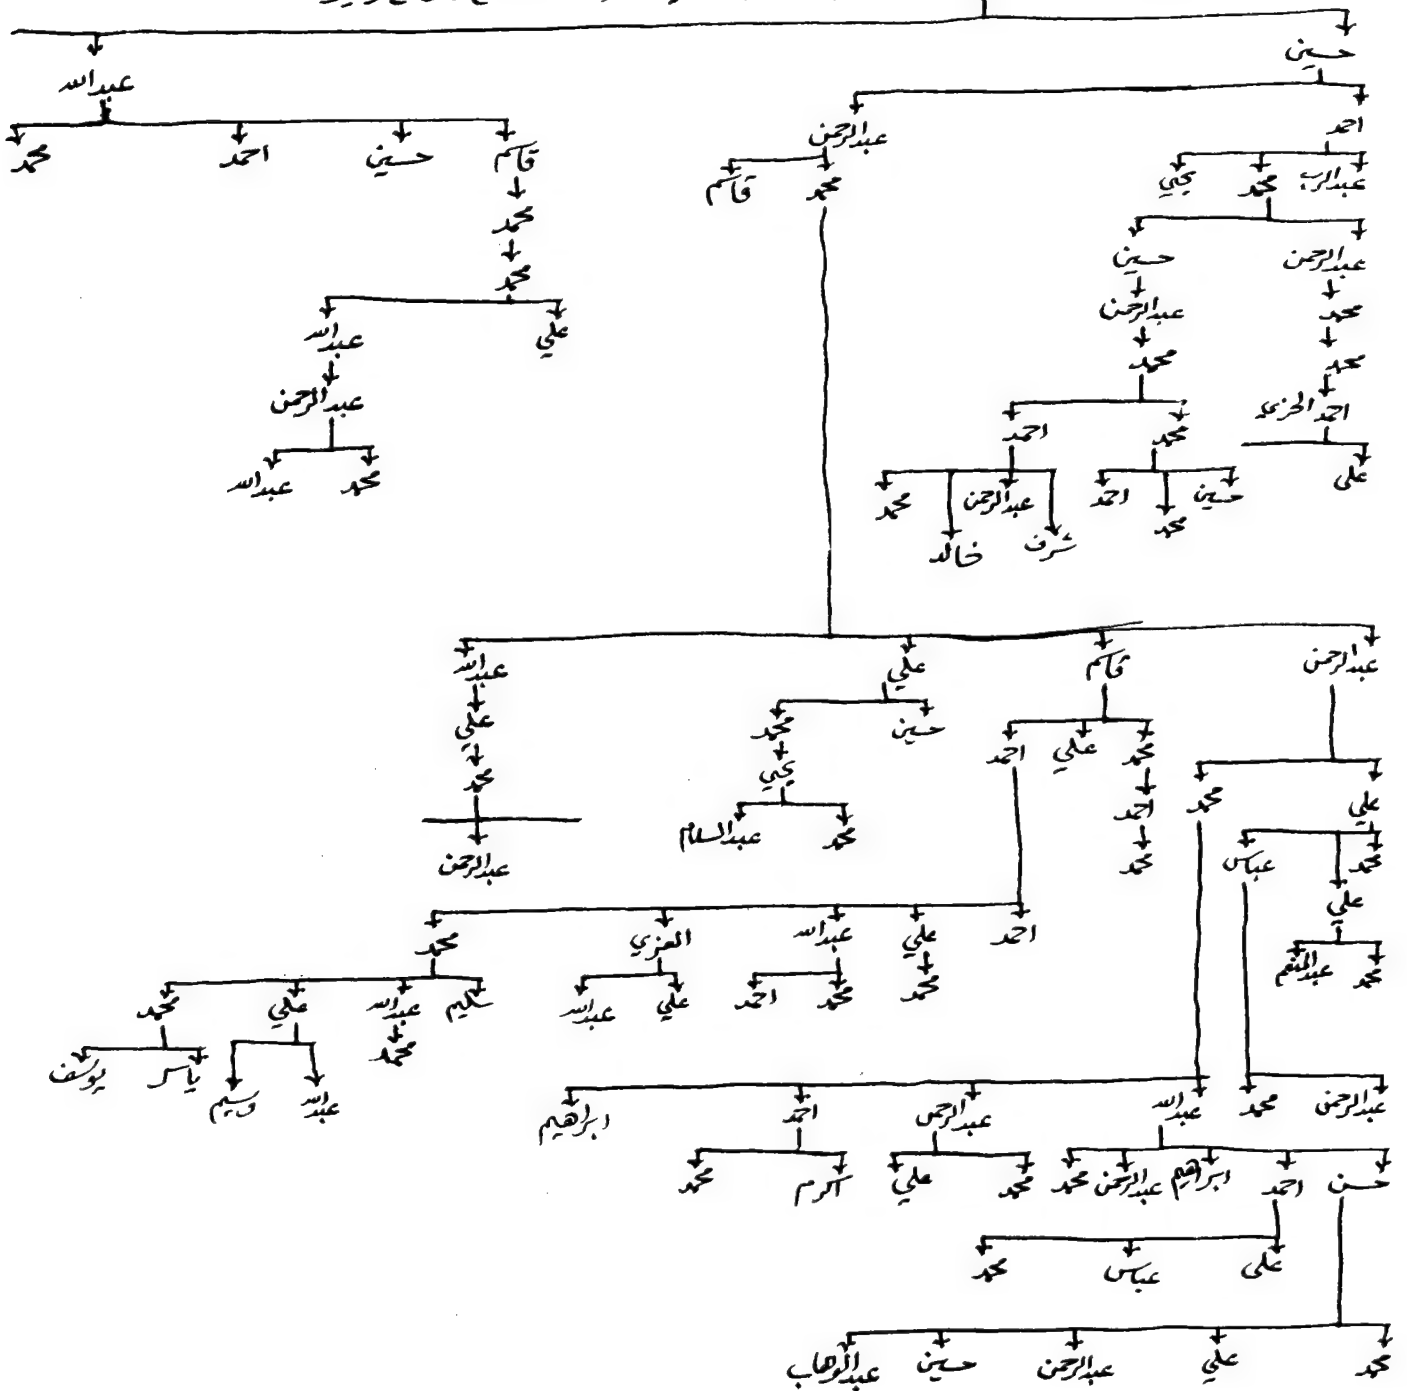 حسين
عبدالله
عبدالرحمن احمد
قاسم حسين احمد محمد
عبدالرب محمد يحيى محمد قاسم
محمد
عبدالرحمن حسين
محمد
محمد عبدالرحمن
علي عبدالله
محمد محمد
عبدالرحمن
احمد الحزي
محمد احمد
علي
محمد عبدالله
حسين احمد عبدالرحمن محمد
محمد
شرف خالد
عبدالرحمن قاسم علي عبدالله
حسين محمد علي
محمد علي احمد
يحيى محمد
علي محمد
احمد
محمد عبدالسلام
محمد عباس محمد عبدالرحمن
علي
احمد علي عبدالله العزي محمد
محمد عبدالمنعم
محمد محمد احمد علي عبدالله
سليم عبدالله علي محمد
محمد
ياسر يوسف
عبدالله وسيم
عبدالرحمن محمد عبدالله عبدالرحمن احمد ابراهيم
حسن احمد ابراهيم عبدالرحمن محمد محمد علي اكرم محمد
علي عباس محمد
محمد علي عبدالرحمن حسين عبدالوهاب